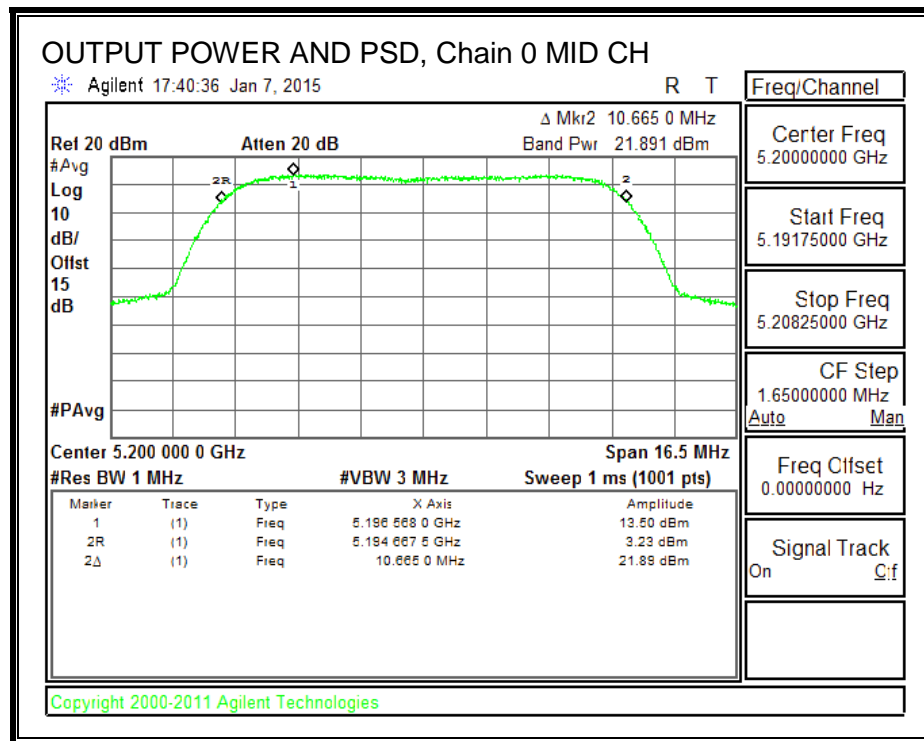 OUTPUT POWER AND PSD, Chain 0 MID CH
Agilent 17:40:36 Jan 7, 2015 R T
Freq/Channel
Δ Mkr2 10.665 0 MHz
Ref 20 dBm Atten 20 dB Band Pwr 21.891 dBm
#Avg
Log
10
dB/
Offst
15
dB
#PAvg
2R
1
2
Center 5.200 000 0 GHz Span 16.5 MHz
#Res BW 1 MHz #VBW 3 MHz Sweep 1 ms (1001 pts)
Marker Trace Type X Axis Amplitude
1 (1) Freq 5.196 568 0 GHz 13.50 dBm
2R (1) Freq 5.194 667 5 GHz 3.23 dBm
2Δ (1) Freq 10.665 0 MHz 21.89 dBm
Center Freq
5.20000000 GHz
Start Freq
5.19175000 GHz
Stop Freq
5.20825000 GHz
CF Step
1.65000000 MHz
Auto Man
Freq Offset
0.00000000 Hz
Signal Track
On Off
Copyright 2000-2011 Agilent Technologies